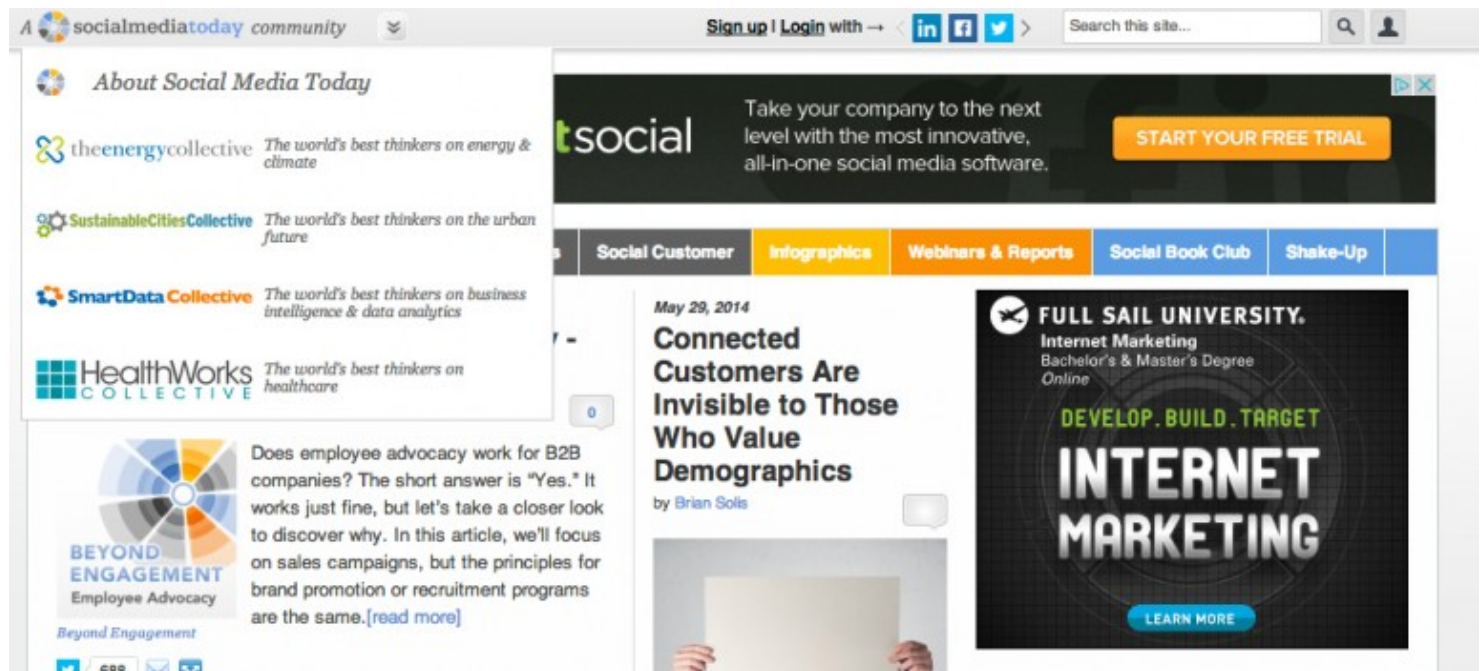 A socialmediatoday community
Sign up | Login with →
Search this site...
About Social Media Today
theenergycollective The world's best thinkers on energy &
climate
SustainableCitiesCollective The world's best thinkers on the urban
future
SmartData Collective The world's best thinkers on business
intelligence & data analytics
HealthWorks
COLLECTIVE
The world's best thinkers on
healthcare
social
Take your company to the next
level with the most innovative,
all-in-one social media software.
START YOUR FREE TRIAL
Social Customer
Infographics
Webinars & Reports
Social Book Club
Shake-Up
0
Does employee advocacy work for B2B
companies? The short answer is "Yes." It
works just fine, but let's take a closer look
to discover why. In this article, we'll focus
on sales campaigns, but the principles for
brand promotion or recruitment programs
are the same.[read more]
BEYOND
ENGAGEMENT
Employee Advocacy
Beyond Engagement
688
May 29, 2014
Connected
Customers Are
Invisible to Those
Who Value
Demographics
by Brian Solis
FULL SAIL UNIVERSITY.
Internet Marketing
Bachelor's & Master's Degree
Online
DEVELOP.BUILD.TARGET
INTERNET
MARKETING
LEARN MORE